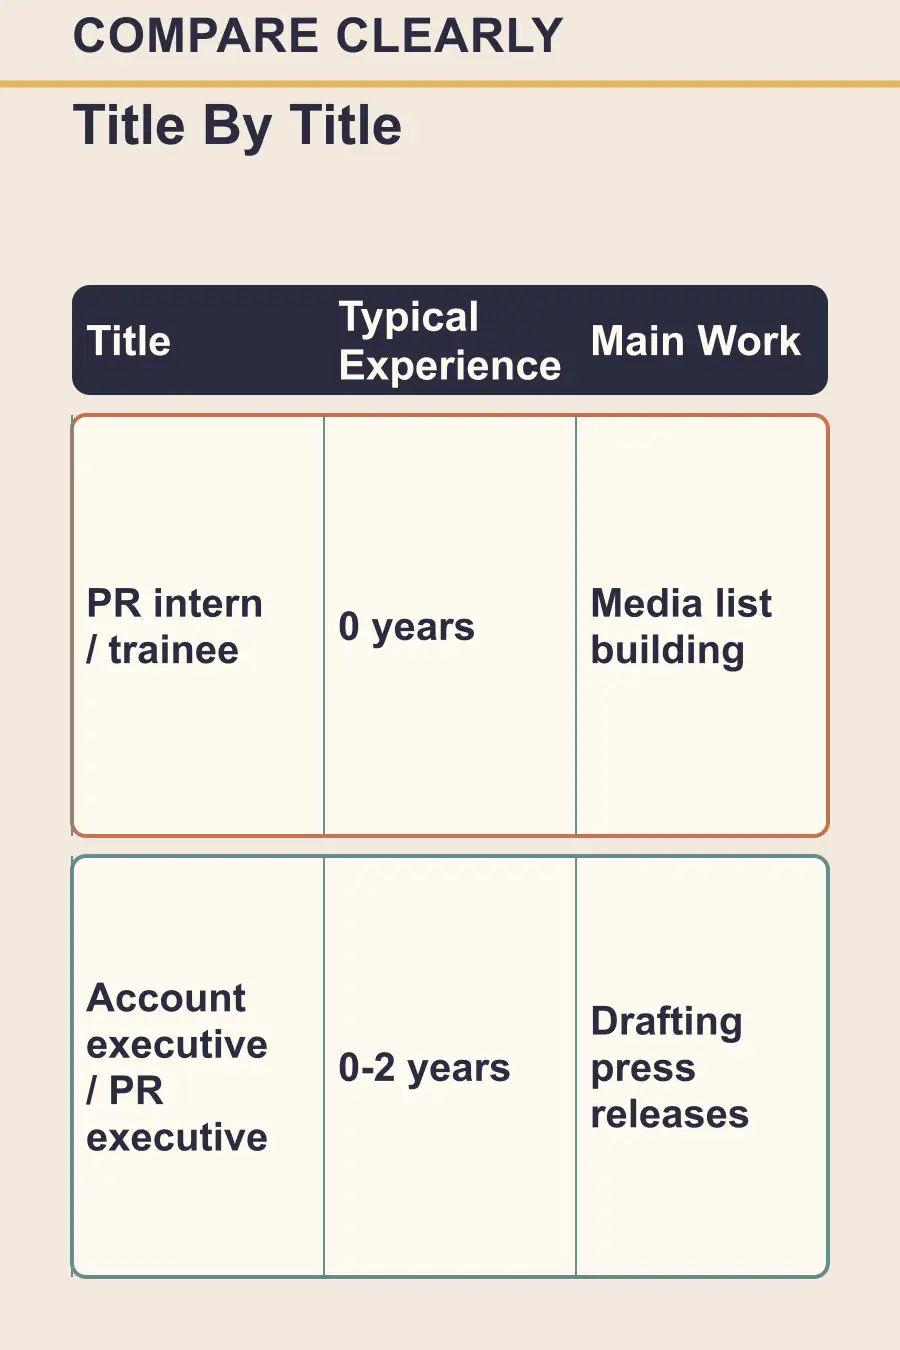 COMPARE CLEARLY
Title By Title
Title
Typical
Experience
Main Work
PR intern
/ trainee
0 years
Media list
building
Account
executive
/ PR
executive
0-2 years
Drafting
press
releases